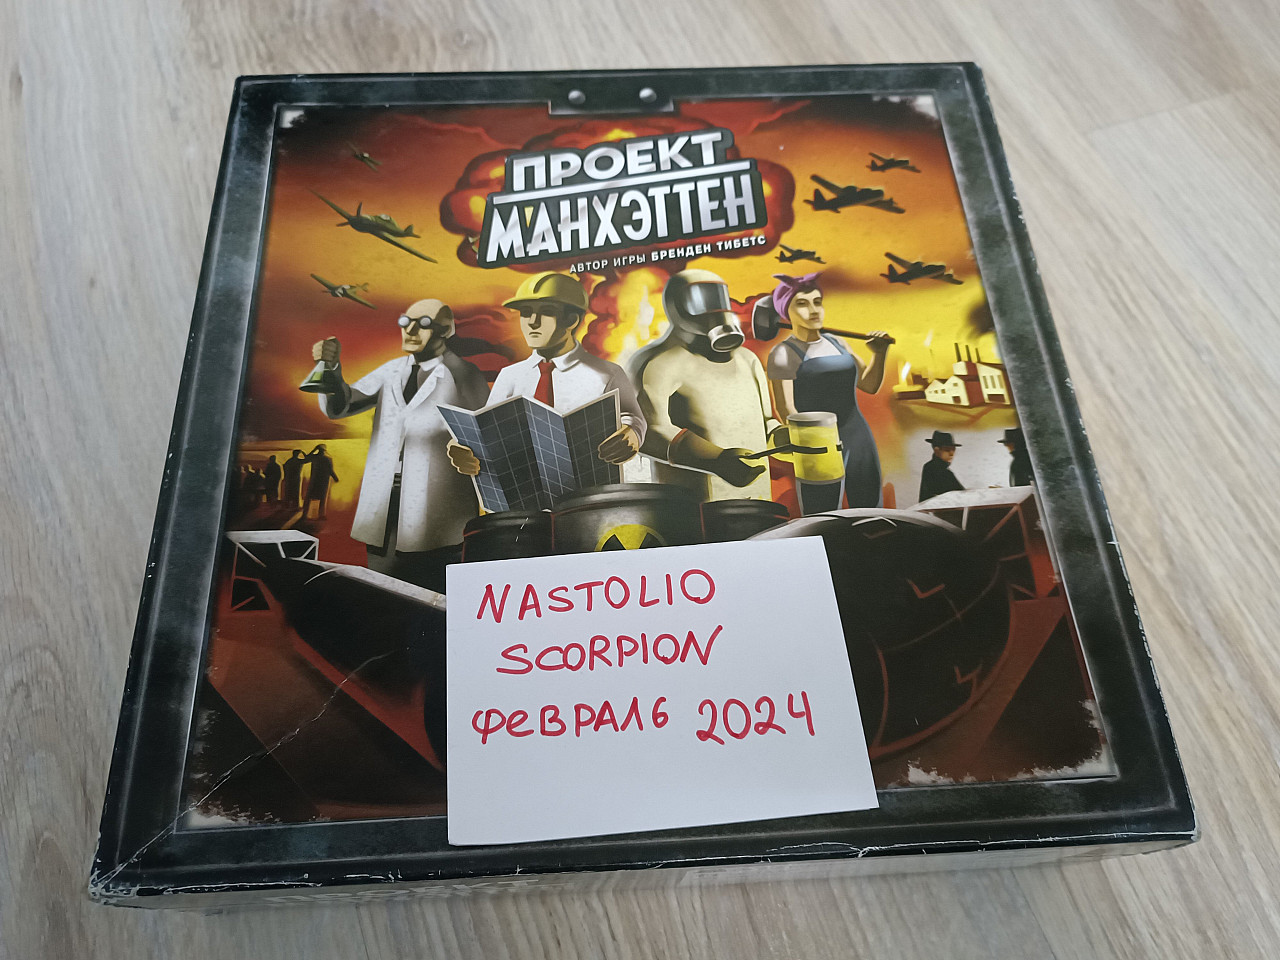 ПРОЕКТ
МАНХЭТТЕН
АВТОР ИГРЫ БРЕНДЕН ТИБЕТС
NASTOLIO
SCORPION
ФЕВРАЛЬ 2024